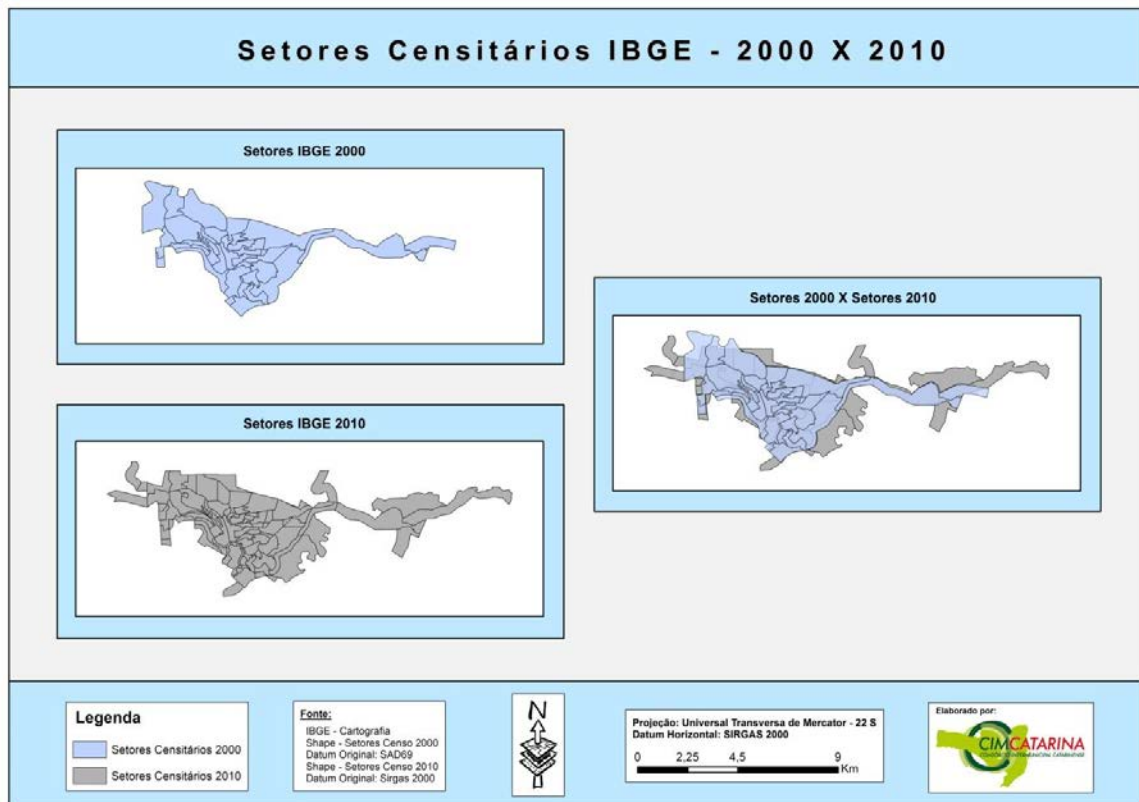 Setores Censitários IBGE - 2000 X 2010
Setores IBGE 2000
Setores 2000 X Setores 2010
Setores IBGE 2010
Legenda
Setores Censitários 2000
Setores Censitários 2010
Fonte:
IBGE - Cartografia
Shape - Setores Censo 2000
Datum Original: SAD69
Shape - Setores Censo 2010
Datum Original: Sirgas 2000
N
Projeção: Universal Transversa de Mercator - 22 S
Datum Horizontal: SIRGAS 2000
0 2,25 4,5 9
Km
Elaborado por:
CIMCATARINA